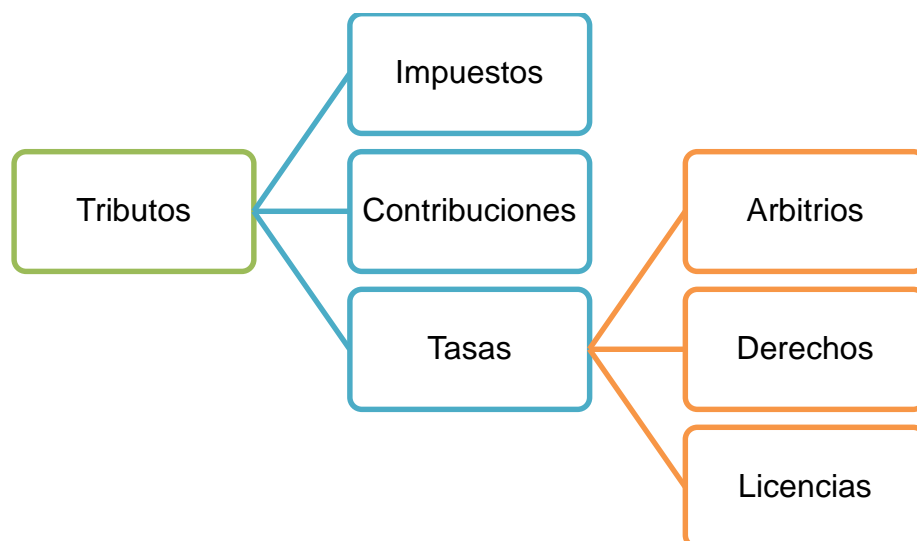 Impuestos
Tributos
Contribuciones
Arbitrios
Tasas
Derechos
Licencias